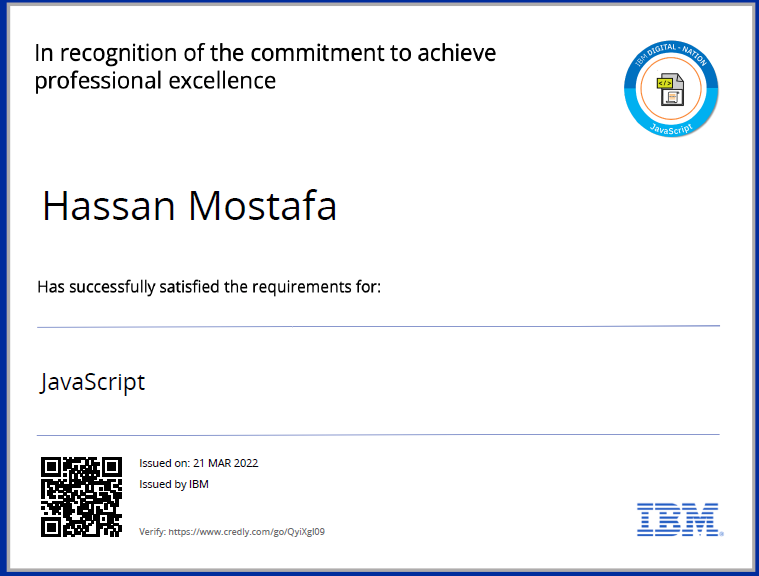 In recognition of the commitment to achieve
professional excellence
IBM DIGITAL - NATION
</>
JavaScript
Hassan Mostafa
Has successfully satisfied the requirements for:
JavaScript
Issued on: 21 MAR 2022
Issued by IBM
Verify: https://www.credly.com/go/QyiXgl09
IBM.